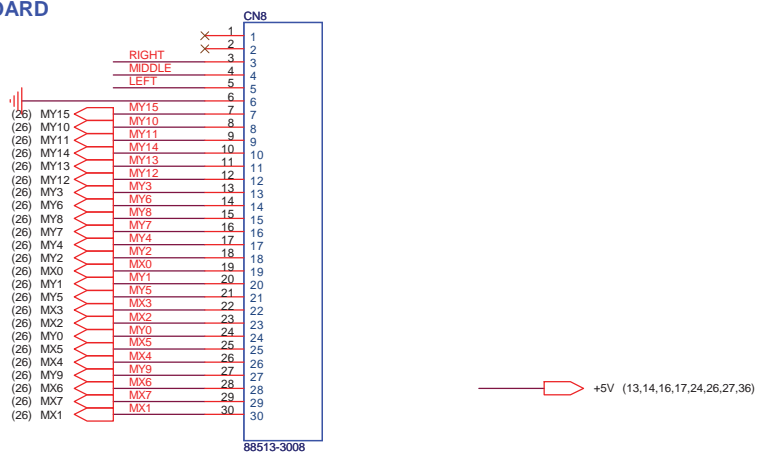 OARD
CN8
1 1
2 2
RIGHT 3 3
MIDDLE 4 4
LEFT 5 5
6 6
(26) MY15 MY15 7 7
(26) MY10 MY10 8 8
(26) MY11 MY11 9 9
(26) MY14 MY14 10 10
(26) MY13 MY13 11 11
(26) MY12 MY12 12 12
(26) MY3 MY3 13 13
(26) MY6 MY6 14 14
(26) MY8 MY8 15 15
(26) MY7 MY7 16 16
(26) MY4 MY4 17 17
(26) MY2 MY2 18 18
(26) MX0 MX0 19 19
(26) MY1 MY1 20 20
(26) MY5 MY5 21 21
(26) MX3 MX3 22 22
(26) MX2 MX2 23 23
(26) MY0 MY0 24 24
(26) MX5 MX5 25 25
(26) MX4 MX4 26 26
(26) MY9 MY9 27 27
(26) MX6 MX6 28 28
(26) MX7 MX7 29 29
(26) MX1 MX1 30 30
+5V (13,14,16,17,24,26,27,36)
88513-3008